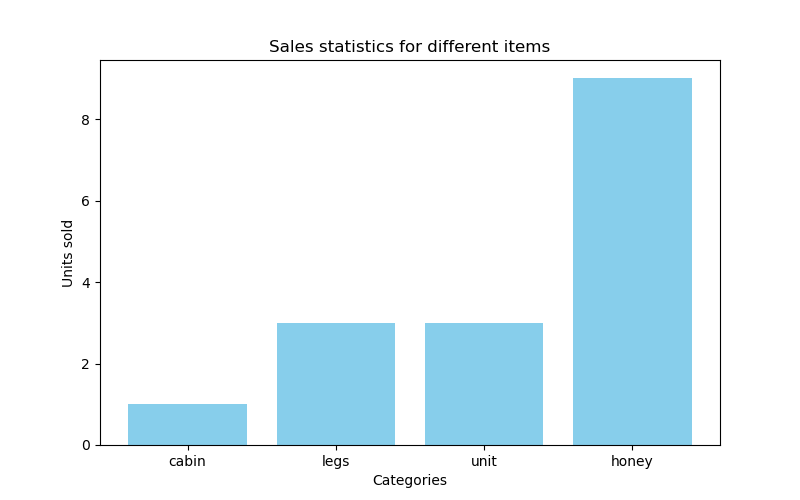 Sales statistics for different items
8
6
4
2
0
Units sold
cabin legs unit honey
Categories